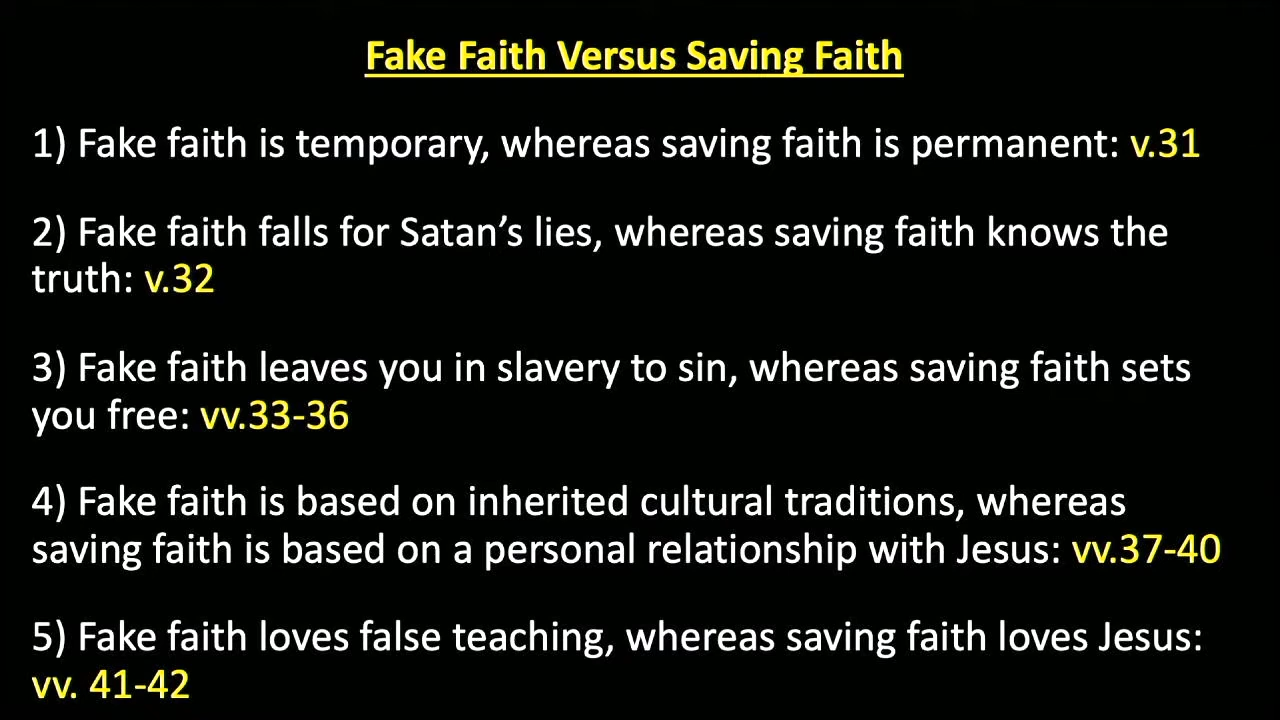 Fake Faith Versus Saving Faith
1) Fake faith is temporary, whereas saving faith is permanent: v.31
2) Fake faith falls for Satan’s lies, whereas saving faith knows the
truth: v.32
3) Fake faith leaves you in slavery to sin, whereas saving faith sets
you free: vv.33-36
4) Fake faith is based on inherited cultural traditions, whereas
saving faith is based on a personal relationship with Jesus: vv.37-40
5) Fake faith loves false teaching, whereas saving faith loves Jesus:
vv. 41-42